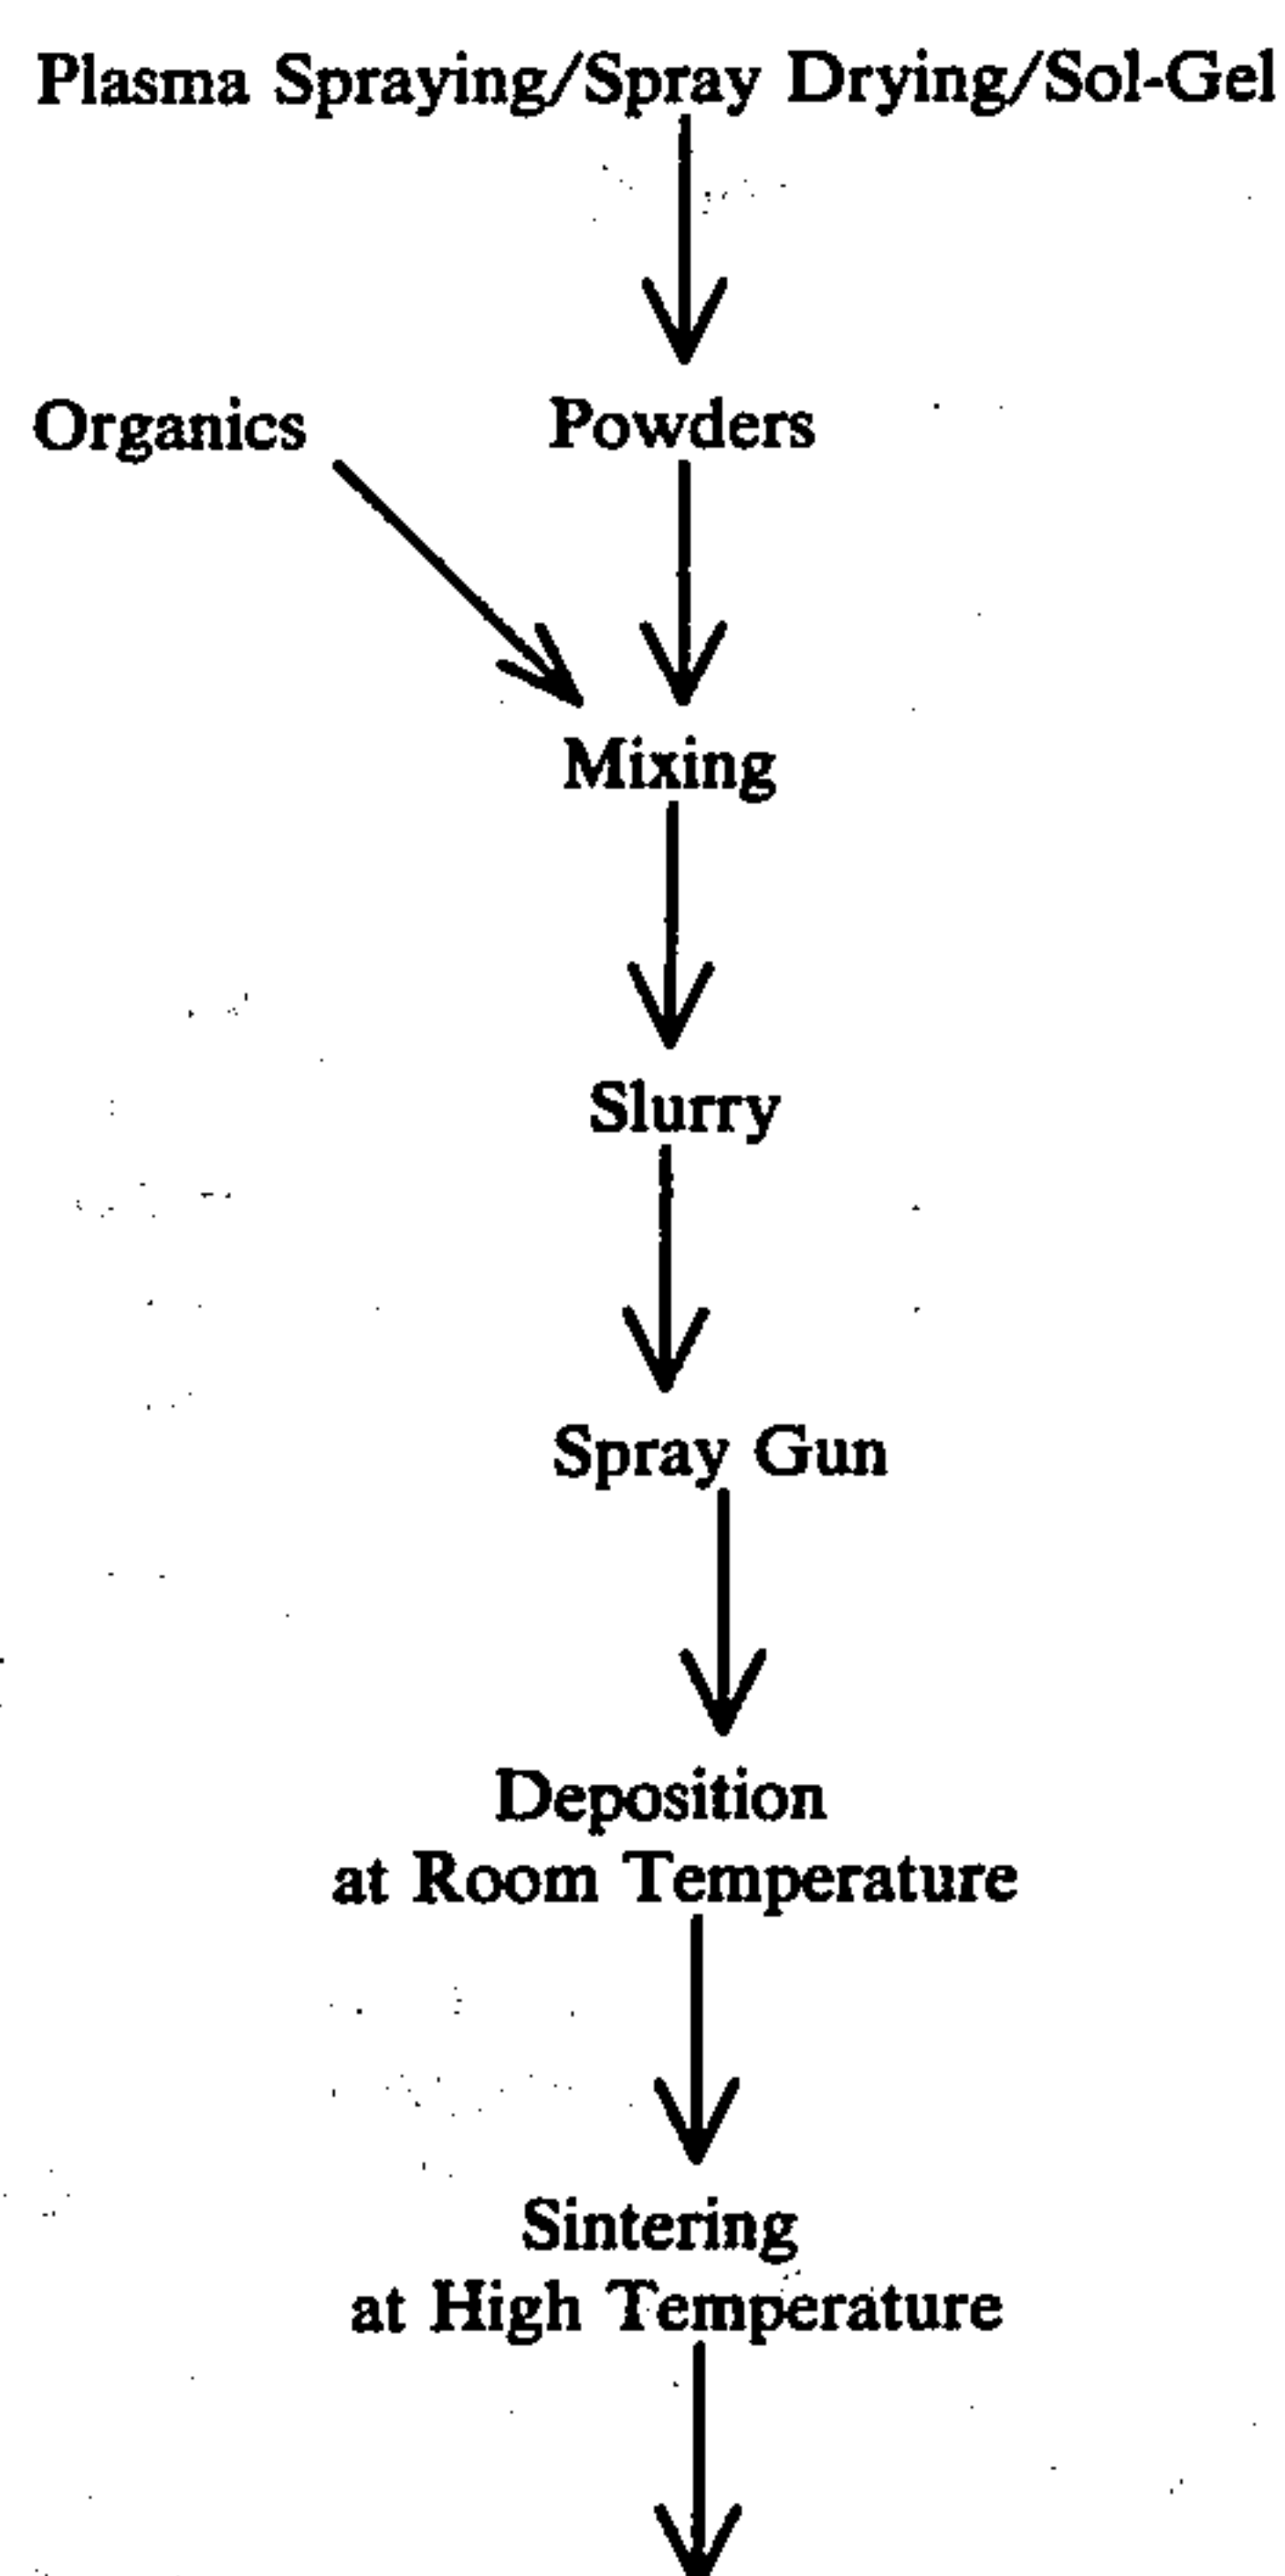 Plasma Spraying/Spray Drying/Sol-Gel
Organics
Powders
Mixing
Slurry
Spray Gun
Deposition
at Room Temperature
Sintering
at High Temperature